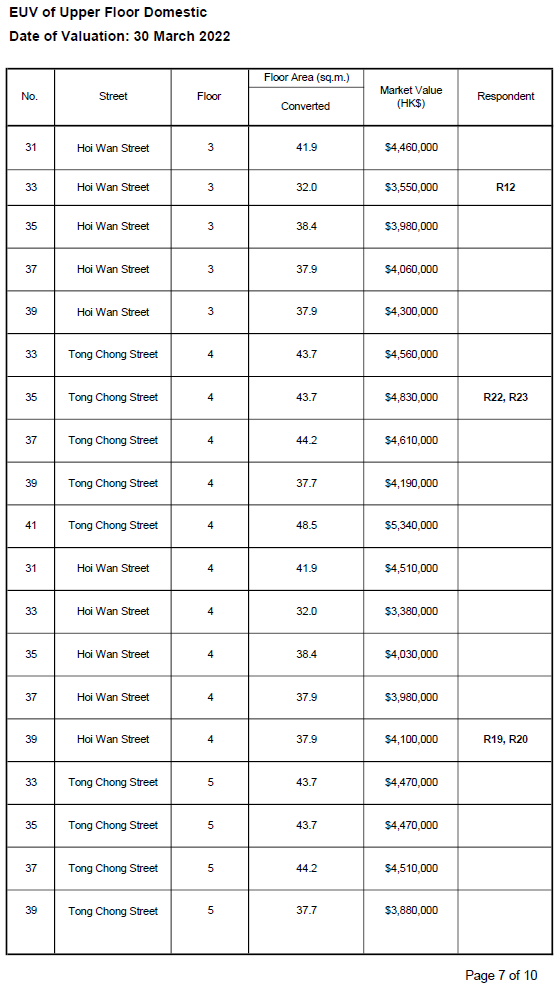 EUV of Upper Floor Domestic
Date of Valuation: 30 March 2022
No. Street Floor Floor Area (sq.m.) Converted Market Value (HK$) Respondent
31 Hoi Wan Street 3 41.9 $4,460,000
33 Hoi Wan Street 3 32.0 $3,550,000 R12
35 Hoi Wan Street 3 38.4 $3,980,000
37 Hoi Wan Street 3 37.9 $4,060,000
39 Hoi Wan Street 3 37.9 $4,300,000
33 Tong Chong Street 4 43.7 $4,560,000
35 Tong Chong Street 4 43.7 $4,830,000 R22, R23
37 Tong Chong Street 4 44.2 $4,610,000
39 Tong Chong Street 4 37.7 $4,190,000
41 Tong Chong Street 4 48.5 $5,340,000
31 Hoi Wan Street 4 41.9 $4,510,000
33 Hoi Wan Street 4 32.0 $3,380,000
35 Hoi Wan Street 4 38.4 $4,030,000
37 Hoi Wan Street 4 37.9 $3,980,000
39 Hoi Wan Street 4 37.9 $4,100,000 R19, R20
33 Tong Chong Street 5 43.7 $4,470,000
35 Tong Chong Street 5 43.7 $4,470,000
37 Tong Chong Street 5 44.2 $4,510,000
39 Tong Chong Street 5 37.7 $3,880,000
Page 7 of 10